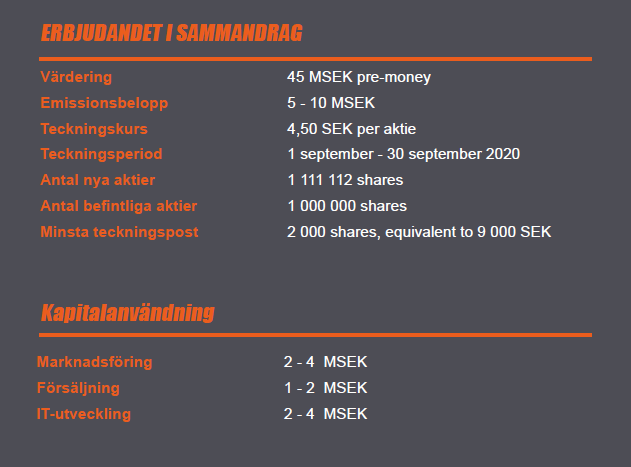 ERBJUDANDET I SAMMANDRAG
Värdering 45 MSEK pre-money
Emissionsbelopp 5 - 10 MSEK
Teckningskurs 4,50 SEK per aktie
Teckningsperiod 1 september - 30 september 2020
Antal nya aktier 1 111 112 shares
Antal befintliga aktier 1 000 000 shares
Minsta teckningspost 2 000 shares, equivalent to 9 000 SEK
Kapitalanvändning
Marknadsföring 2 - 4 MSEK
Försäljning 1 - 2 MSEK
IT-utveckling 2 - 4 MSEK